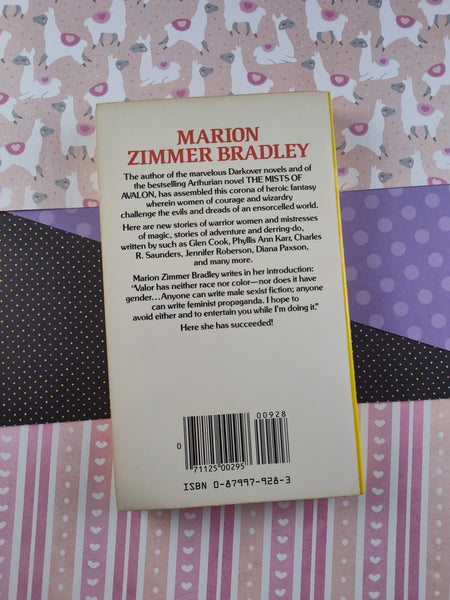 MARION
ZIMMER BRADLEY
The author of the marvelous Darkover novels and of
the bestselling Arthurian novel THE MISTS OF
AVALON, has assembled this corona of heroic fantasy
wherein women of courage and wizardry
challenge the evils and dreads of an ensorcelled world.
Here are new stories of warrior women and mistresses
of magic, stories of adventure and derring-do,
written by such as Glen Cook, Phyllis Ann Karr, Charles
R. Saunders, Jennifer Roberson, Diana Paxson,
and many more.
Marion Zimmer Bradley writes in her introduction:
"Valor has neither race nor color—nor does it have
gender...Anyone can write male sexist fiction; anyone
can write feminist propaganda. I hope to
avoid either and to entertain you while I'm doing it."
Here she has succeeded!
00928
0
71125 00295
ISBN 0-87997-928-3